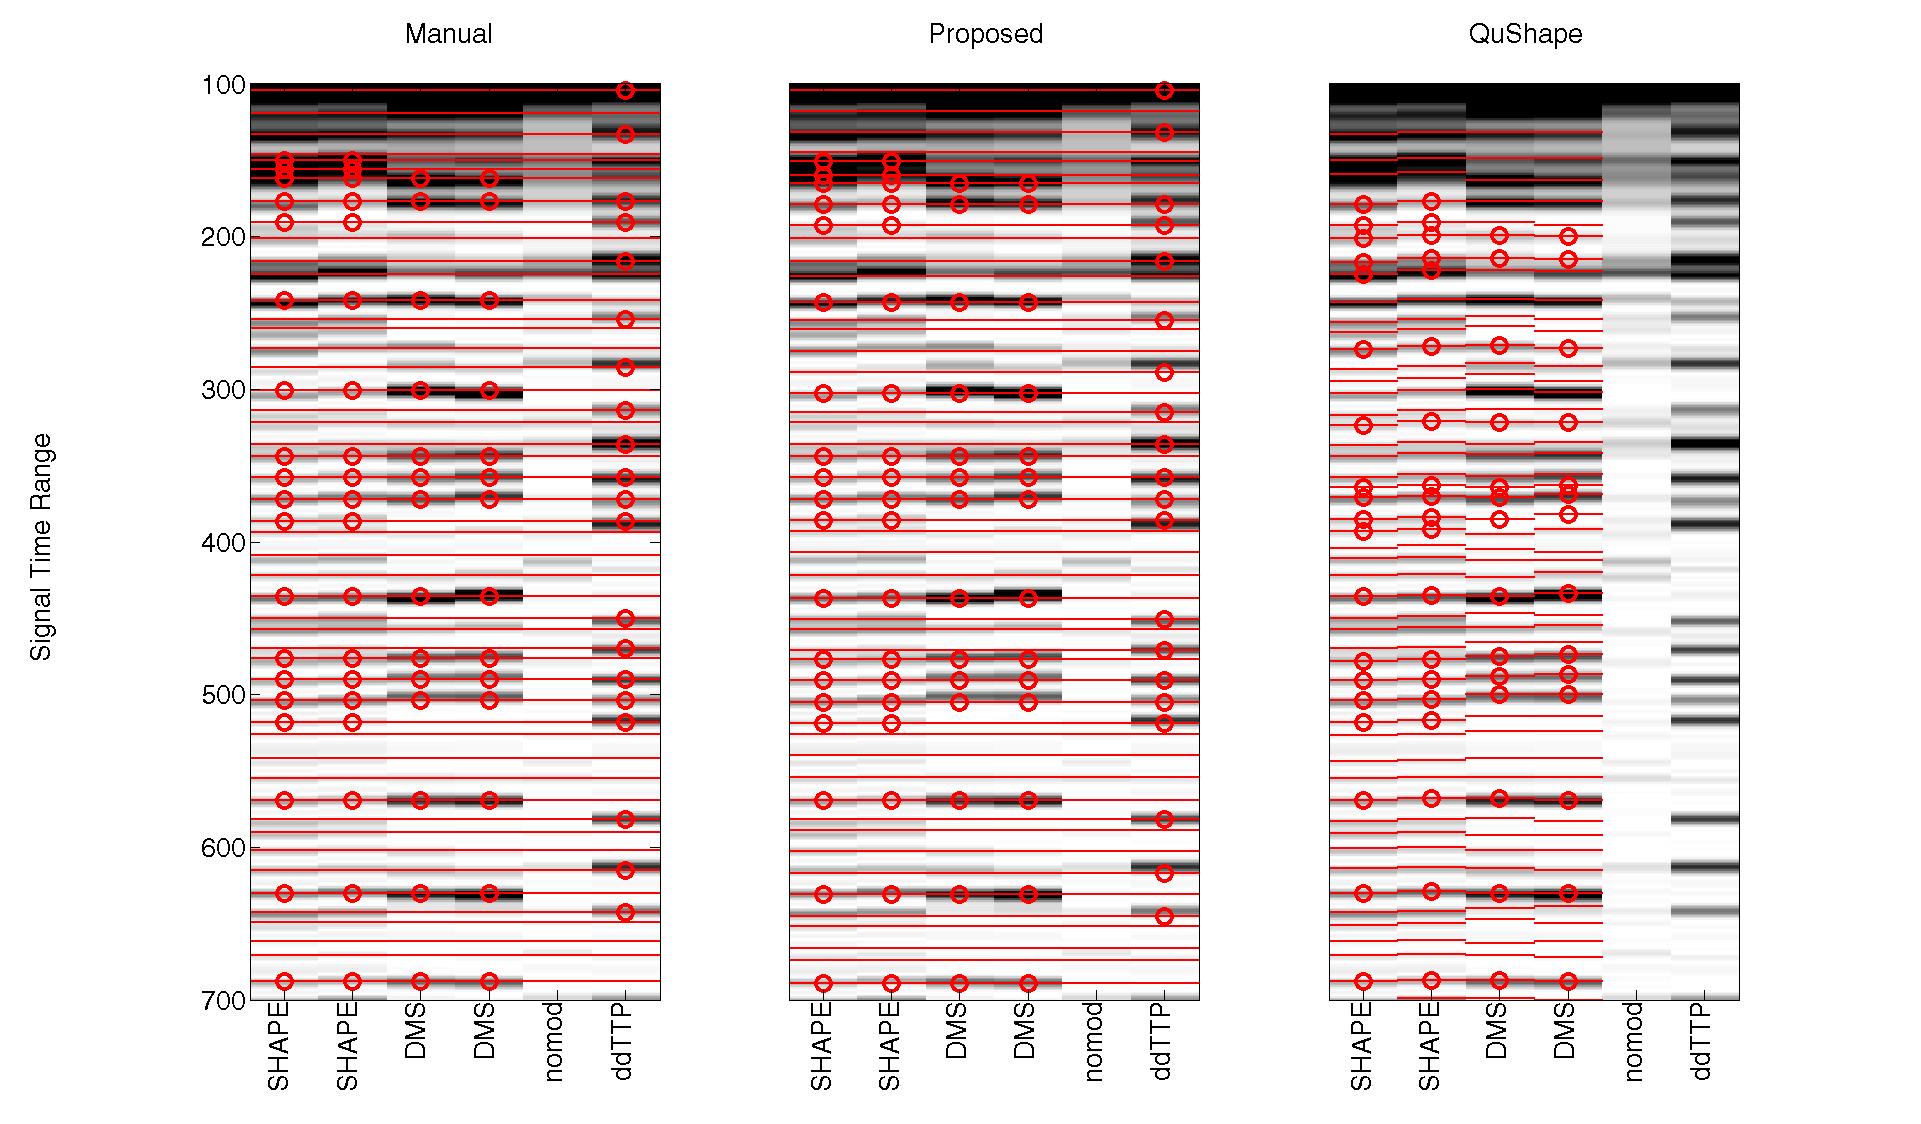 Manual
Proposed
QuShape
Signal Time Range
100
200
300
400
500
600
700
SHAPE
SHAPE
DMS
DMS
nomod
ddTTP
SHAPE
SHAPE
DMS
DMS
nomod
ddTTP
SHAPE
SHAPE
DMS
DMS
nomod
ddTTP